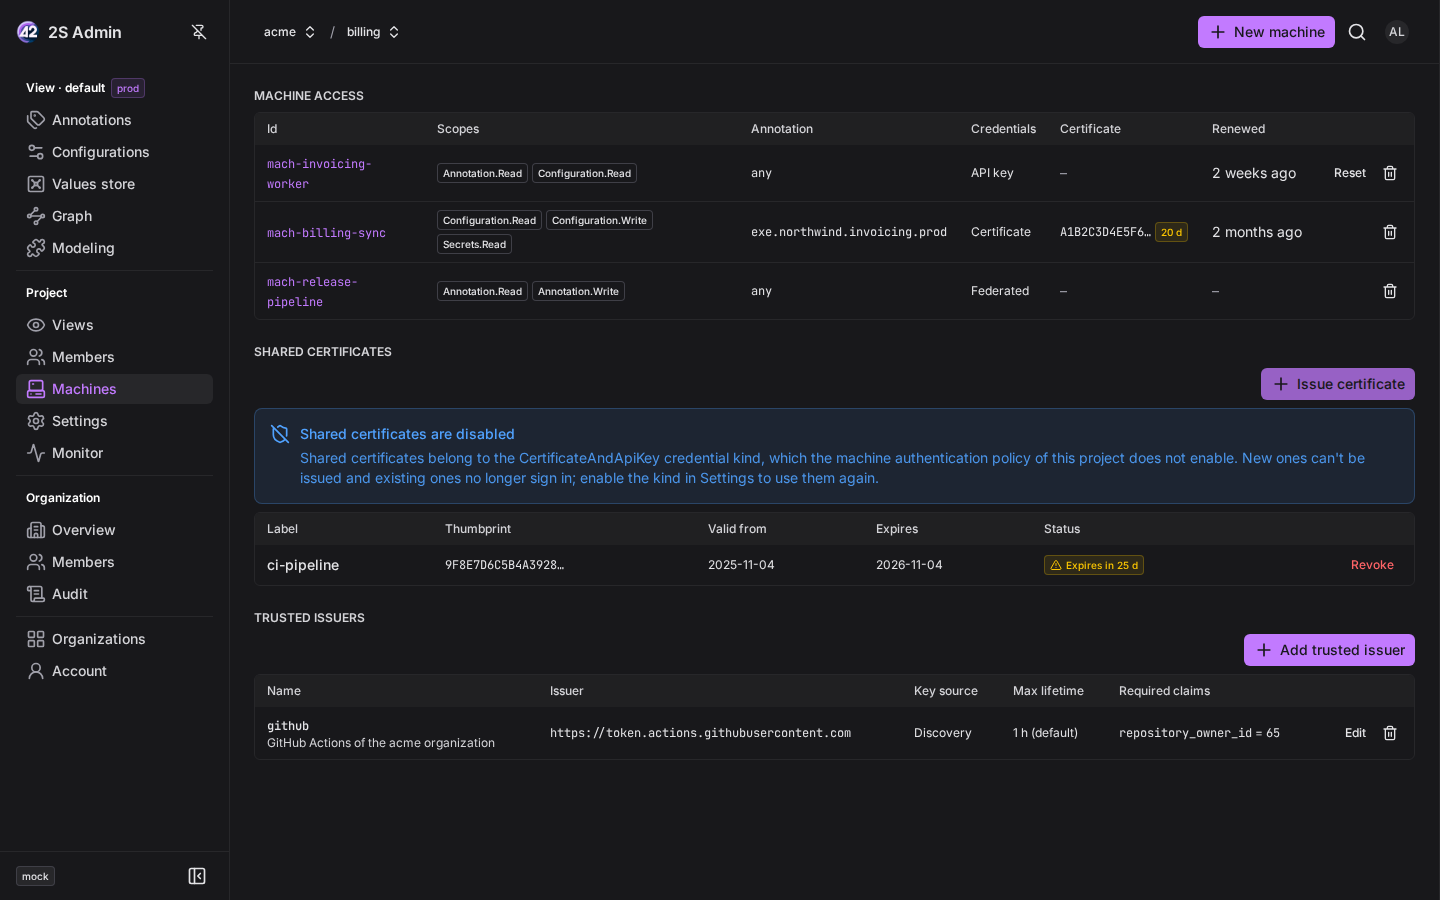 2S Admin
acme / billing
New machine
AL
View · default prod
Annotations
Configurations
Values store
Graph
Modeling
Project
Views
Members
Machines
Settings
Monitor
Organization
Overview
Members
Audit
Organizations
Account
mock
MACHINE ACCESS
Id Scopes Annotation Credentials Certificate Renewed
mach-invoicing-
worker
Annotation.Read Configuration.Read any API key – 2 weeks ago Reset
mach-billing-sync
Configuration.Read Configuration.Write
Secrets.Read
exe.northwind.invoicing.prod Certificate A1B2C3D4E5F6… 20 d 2 months ago
mach-release-
pipeline
Annotation.Read Annotation.Write any Federated – –
SHARED CERTIFICATES
Issue certificate
Shared certificates are disabled
Shared certificates belong to the CertificateAndApiKey credential kind, which the machine authentication policy of this project does not enable. New ones can't be
issued and existing ones no longer sign in; enable the kind in Settings to use them again.
Label Thumbprint Valid from Expires Status
ci-pipeline 9F8E7D6C5B4A3928… 2025-11-04 2026-11-04 Expires in 25 d Revoke
TRUSTED ISSUERS
Add trusted issuer
Name Issuer Key source Max lifetime Required claims
github
GitHub Actions of the acme organization
https://token.actions.githubusercontent.com Discovery 1 h (default) repository_owner_id = 65 Edit